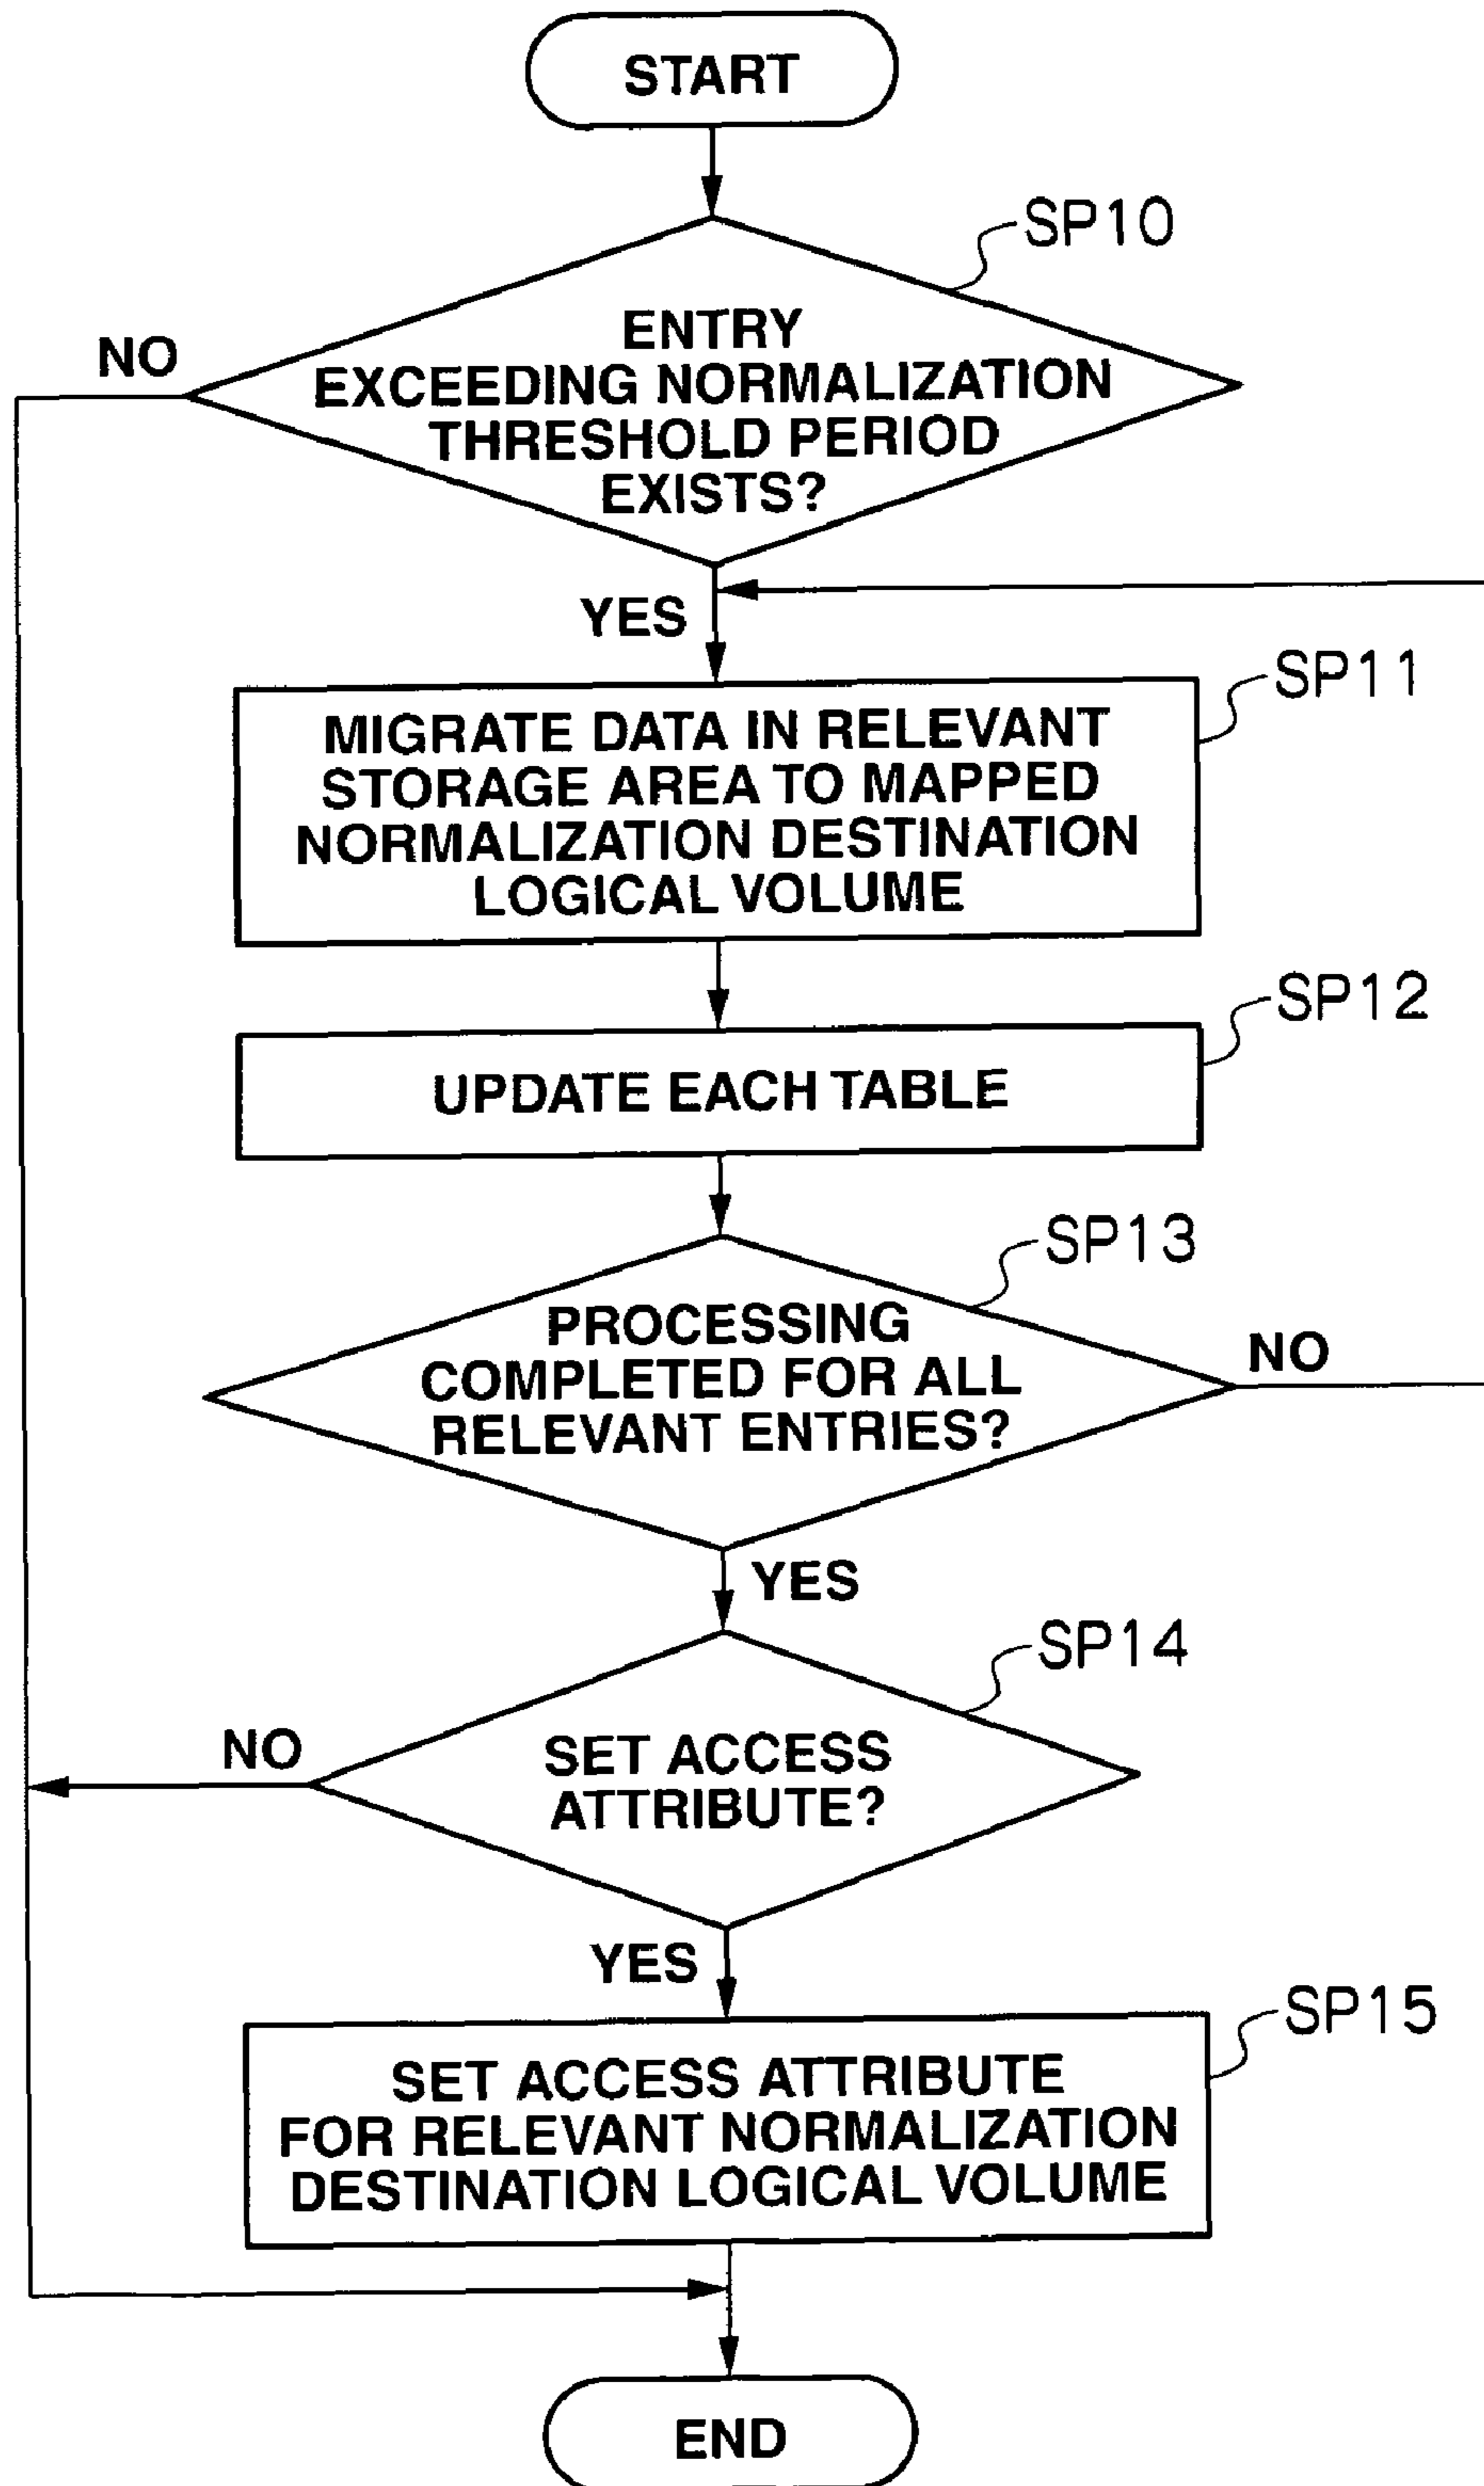 START
SP10
ENTRY
EXCEEDING NORMALIZATION
THRESHOLD PERIOD
EXISTS?
NO
YES
SP11
MIGRATE DATA IN RELEVANT
STORAGE AREA TO MAPPED
NORMALIZATION DESTINATION
LOGICAL VOLUME
SP12
UPDATE EACH TABLE
SP13
PROCESSING
COMPLETED FOR ALL
RELEVANT ENTRIES?
NO
YES
SP14
SET ACCESS
ATTRIBUTE?
NO
YES
SP15
SET ACCESS ATTRIBUTE
FOR RELEVANT NORMALIZATION
DESTINATION LOGICAL VOLUME
END